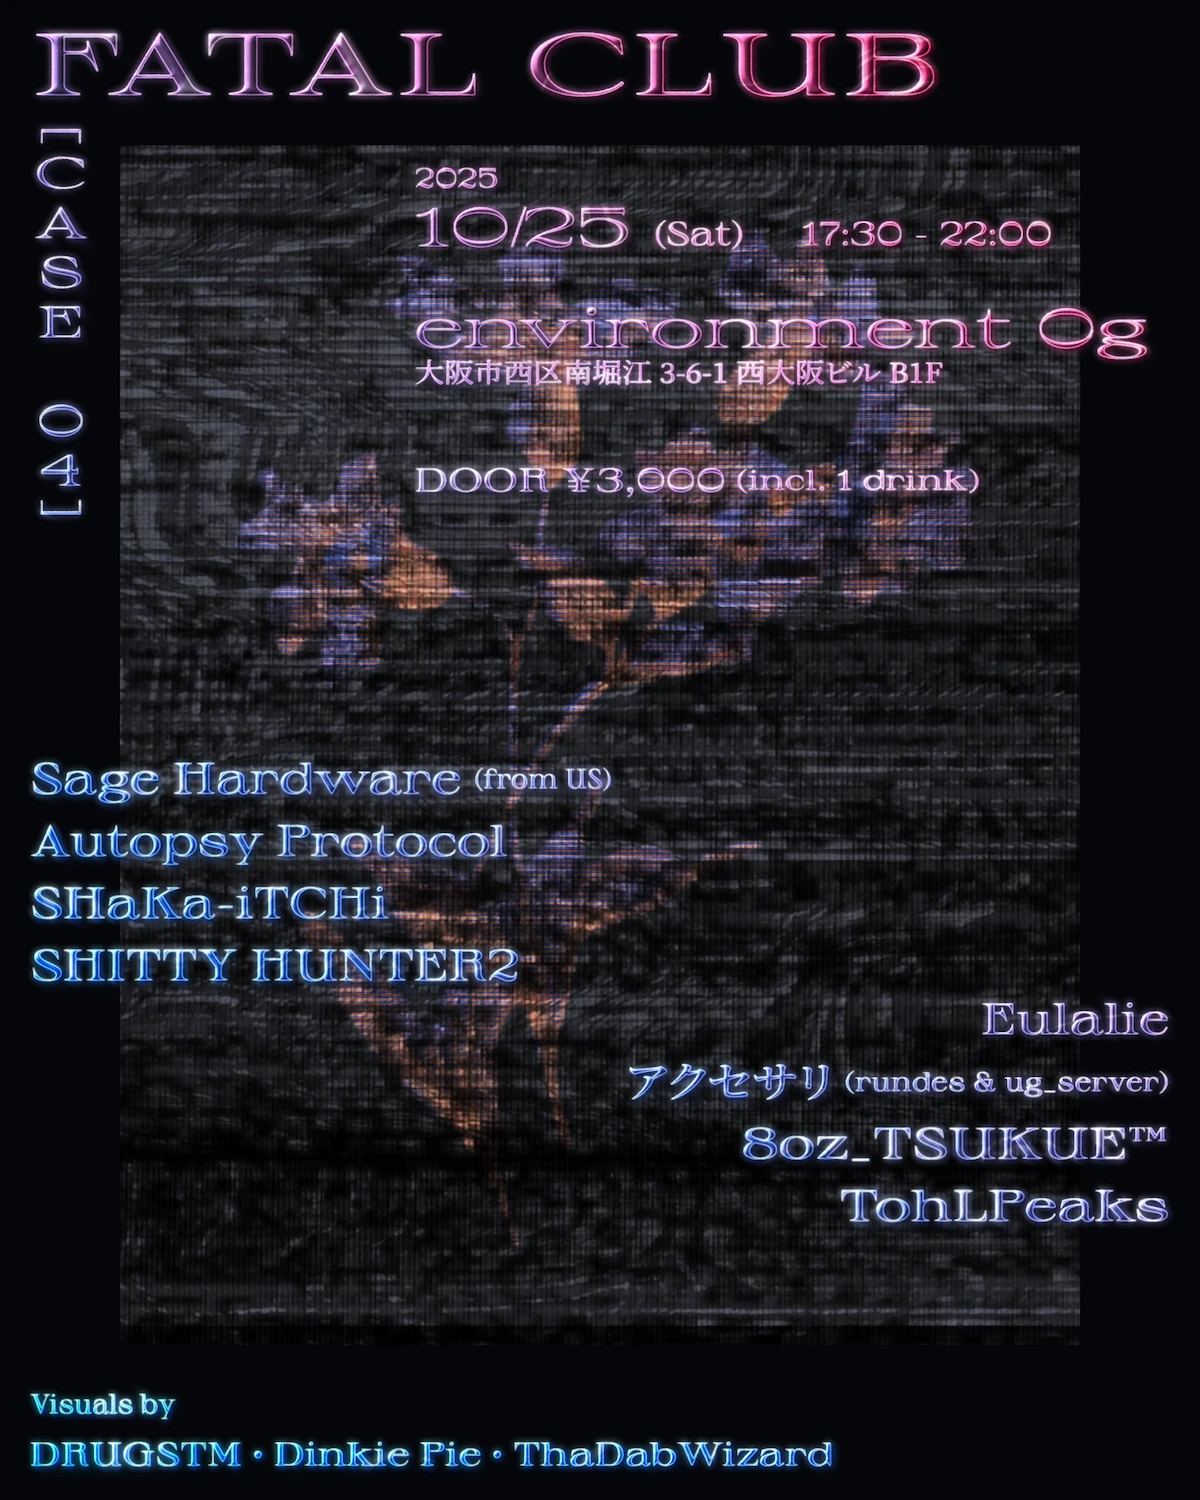 FATAL CLUB
[CASE 04]
2025
10/25 (Sat) 17:30 - 22:00
environment 0g
大阪市西区南堀江 3-6-1 西大阪ビル B1F
DOOR ¥3,000 (incl. 1 drink)
Sage Hardware (from US)
Autopsy Protocol
SHaKa-iTCHi
SHITTY HUNTER2
Eulalie
アクセサリ (rundes & ug_server)
8oz_TSUKUE™
TohLPeaks
Visuals by
DRUGSTM • Dinkie Pie • ThaDabWizard